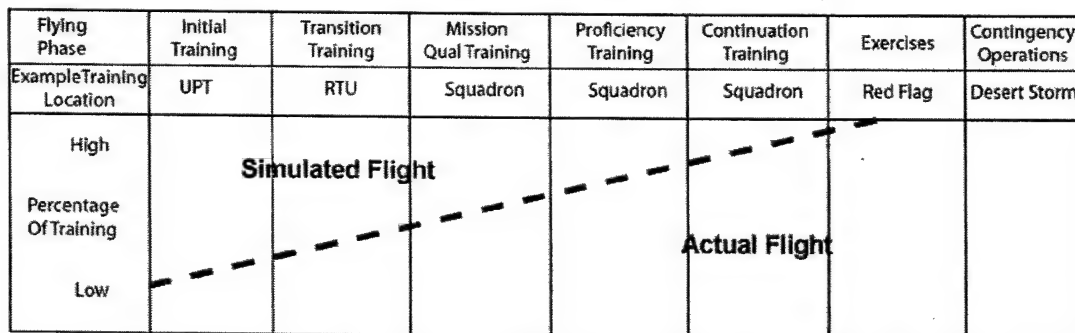 Flying Phase
Initial Training
Transition Training
Mission Qual Training
Proficiency Training
Continuation Training
Exercises
Contingency Operations
ExampleTraining Location
UPT
RTU
Squadron
Squadron
Squadron
Red Flag
Desert Storm
High
Simulated Flight
Percentage
Of Training
Actual Flight
Low